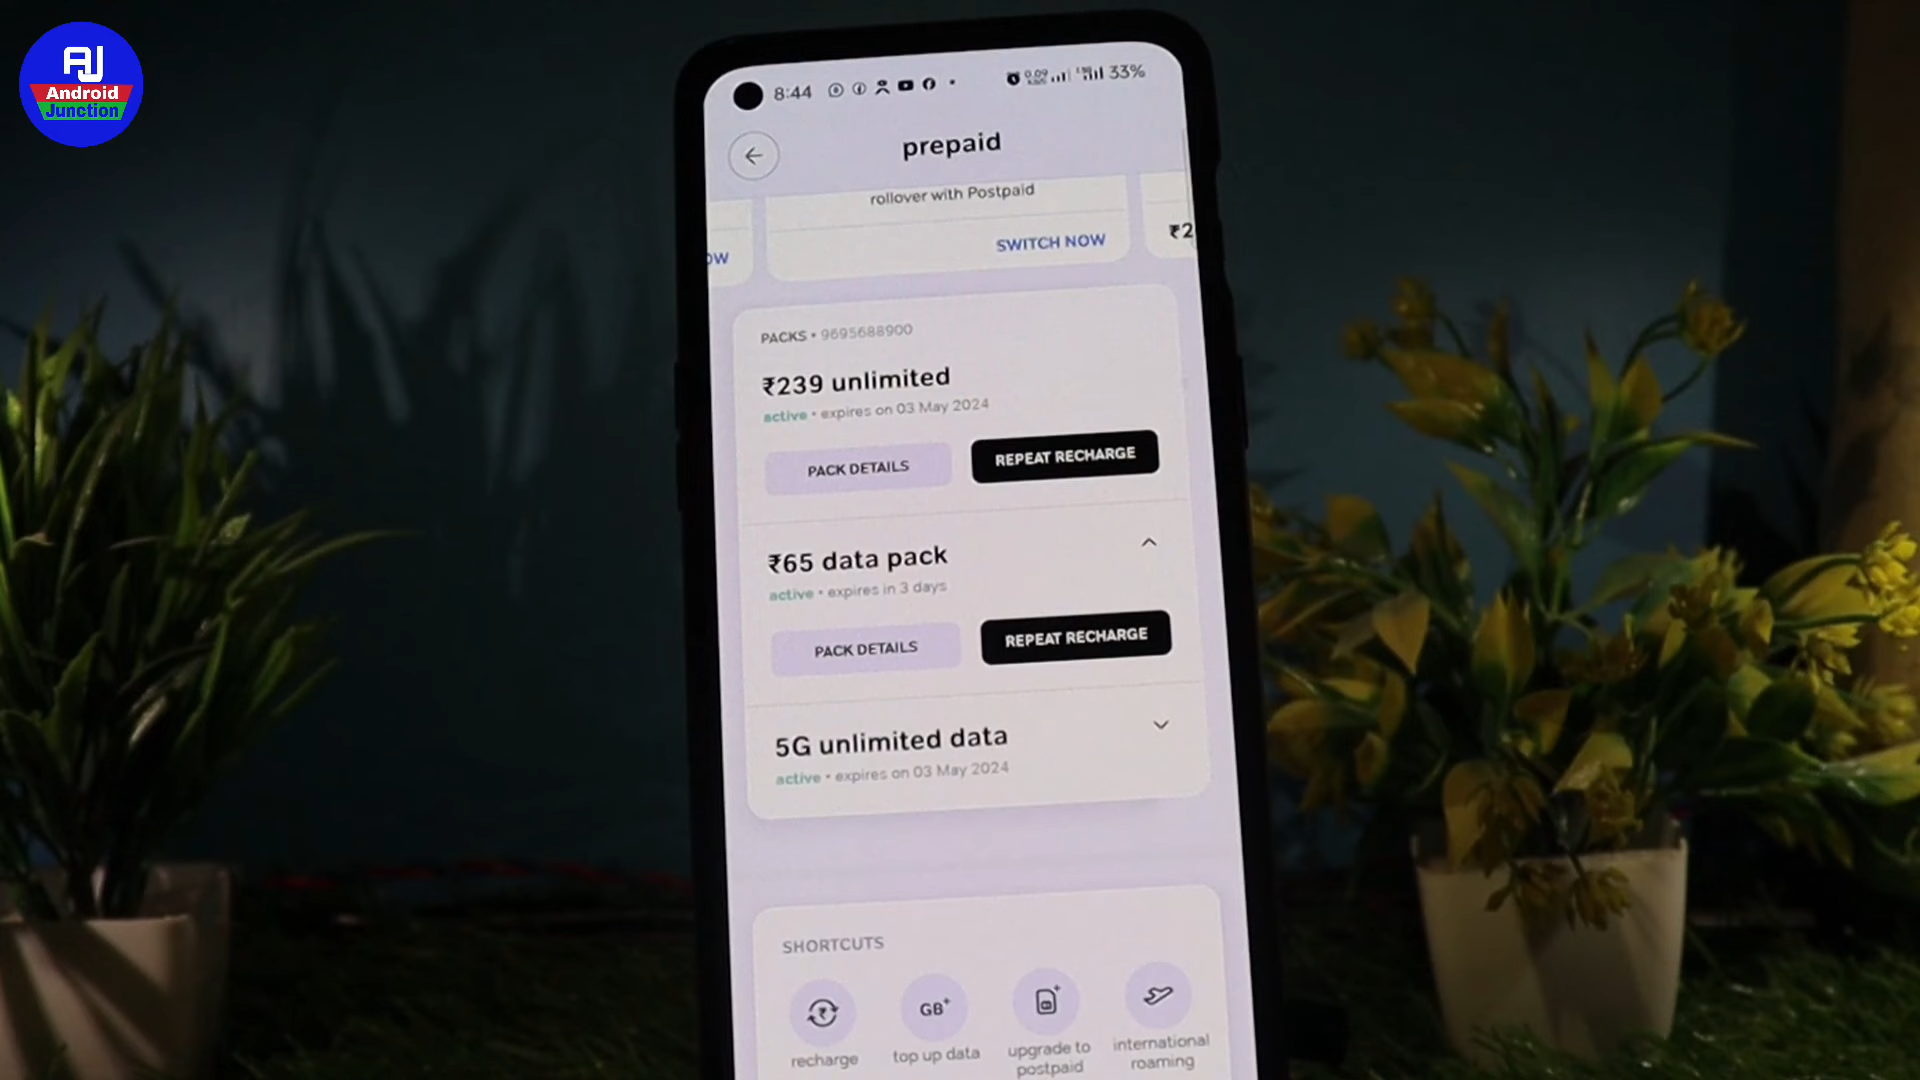 AJ
Android
Junction
8:44
33%
prepaid
rollover with Postpaid
SWITCH NOW
OW
₹2
PACKS • 9695688900
₹239 unlimited
active • expires on 03 May 2024
PACK DETAILS
REPEAT RECHARGE
₹65 data pack
active • expires in 3 days
PACK DETAILS
REPEAT RECHARGE
5G unlimited data
active • expires on 03 May 2024
SHORTCUTS
GB+
recharge
top up data
upgrade to
postpaid
international
roaming